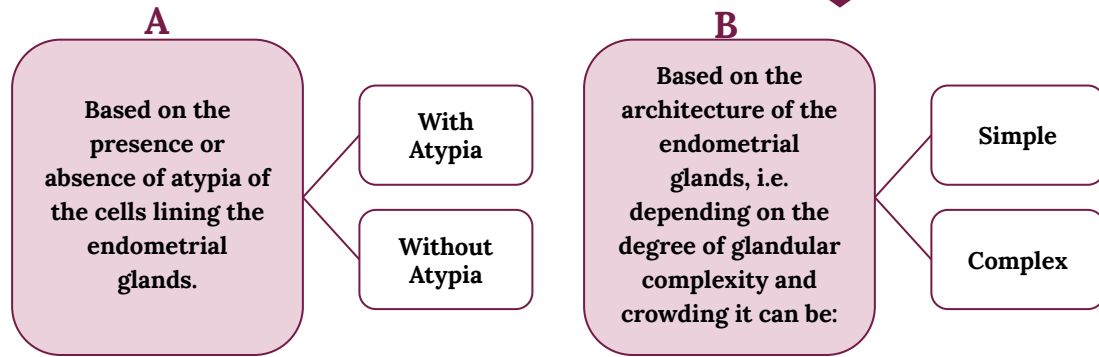 A
Based on the
presence or
absence of atypia of
the cells lining the
endometrial
glands.
With
Atypia
Without
Atypia
B
Based on the
architecture of the
endometrial
glands, i.e.
depending on the
degree of glandular
complexity and
crowding it can be:
Simple
Complex